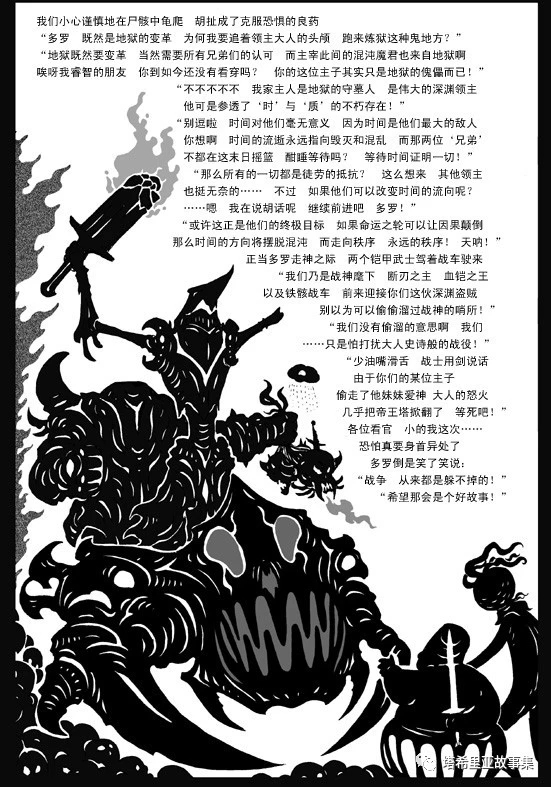 我们小心谨慎地在尸骸中龟爬　胡扯成了克服恐惧的良药
“多罗　既然是地狱的变革　为何我要追着领主大人的头颅　跑来炼狱这种鬼地方？”
“地狱既然要变革　当然需要所有兄弟们的认可　而主宰此间的混沌魔君也来自地狱啊
唉呀我睿智的朋友　你到如今还没有看穿吗？　你的这位主子其实只是地狱的傀儡而已！”
“不不不不不　我家主人是地狱的守墓人　是伟大的深渊领主
他可是参透了‘时’与‘质’的不朽存在！”
“别逗啦　时间对他们毫无意义　因为时间是他们最大的敌人
你想啊　时间的流逝永远指向毁灭和混乱　而那两位‘兄弟’
不都在这末日摇篮　酣睡等待吗？　等待时间证明一切！”
“那么所有的一切都是徒劳的抵抗？　这么想来　其他领主
也挺无奈的……　不过　如果他们可以改变时间的流向呢？
……嗯　我在说胡话呢　继续前进吧　多罗！”
“或许这正是他们的终极目标　如果命运之轮可以让因果颠倒
那么时间的方向将摆脱混沌　而走向秩序　永远的秩序！　天呐！”
正当多罗走神之际　两个铠甲武士驾着战车驶来
“我们乃是战神麾下　断刃之主　血铠之王
以及铁骸战车　前来迎接你们这伙深渊盗贼
别以为可以偷偷溜过战神的哨所！”
“我们没有偷溜的意思啊　我们
……只是怕打扰大人史诗般的战役！”
“少油嘴滑舌　战士用剑说话
由于你们的某位主子
偷走了他妹妹爱神　大人的怒火
几乎把帝王塔掀翻了　等死吧！”
各位看官　小的我这次……
恐怕真要身首异处了
多罗倒是笑了笑说：
“战争　从来都是躲不掉的！”
“希望那会是个好故事！”
塔希里亚故事集